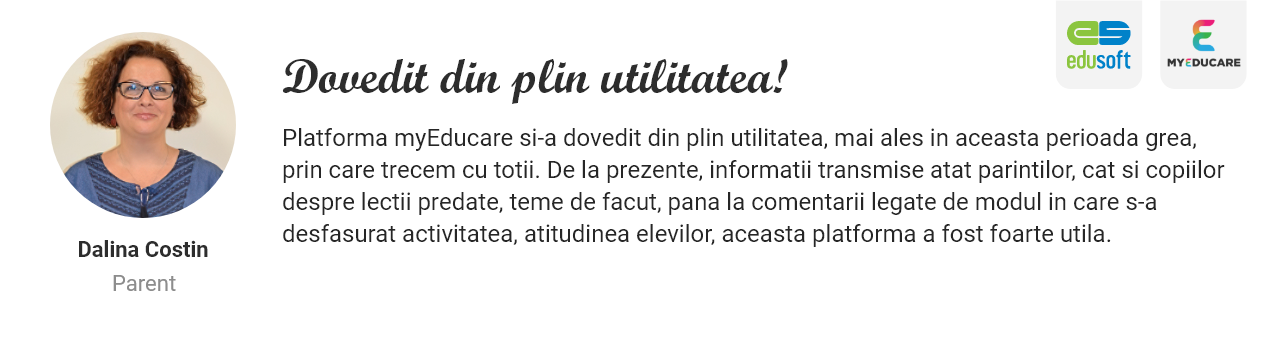 edusoft
MYEDUCARE
Dovedit din plin utilitatea!
Platforma myEducare si-a dovedit din plin utilitatea, mai ales in aceasta perioada grea,
prin care trecem cu totii. De la prezente, informatii transmise atat parintilor, cat si copiilor
despre lectii predate, teme de facut, pana la comentarii legate de modul in care s-a
desfasurat activitatea, atitudinea elevilor, aceasta platforma a fost foarte utila.
Dalina Costin
Parent